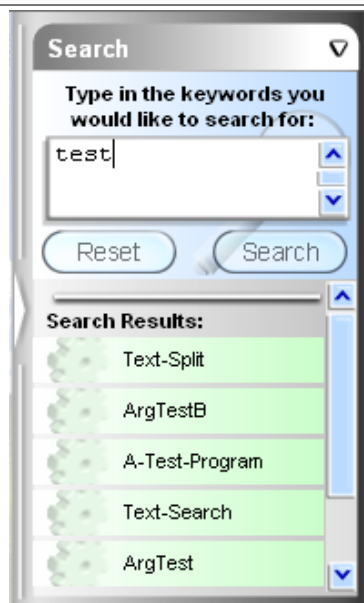 Search
Type in the keywords you
would like to search for:
test
Reset
Search
Search Results:
Text-Split
ArgTestB
A-Test-Program
Text-Search
ArgTest